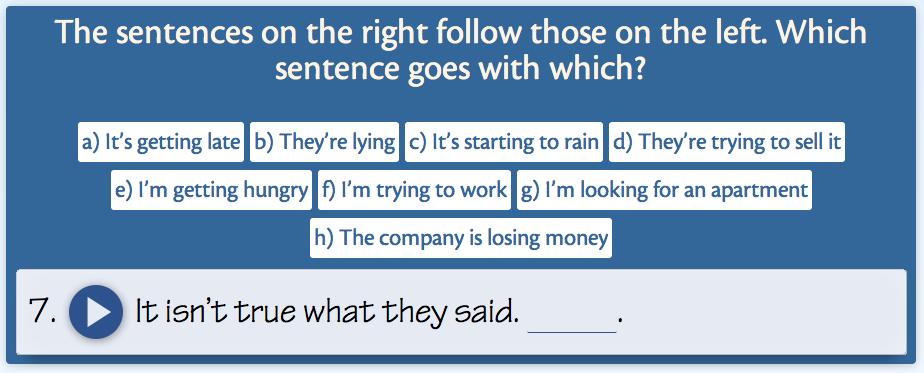 The sentences on the right follow those on the left. Which
sentence goes with which?
a) It's getting late b) They're lying c) It's starting to rain d) They're trying to sell it
e) I'm getting hungry f) I'm trying to work g) I'm looking for an apartment
h) The company is losing money
7. It isn't true what they said. ______.